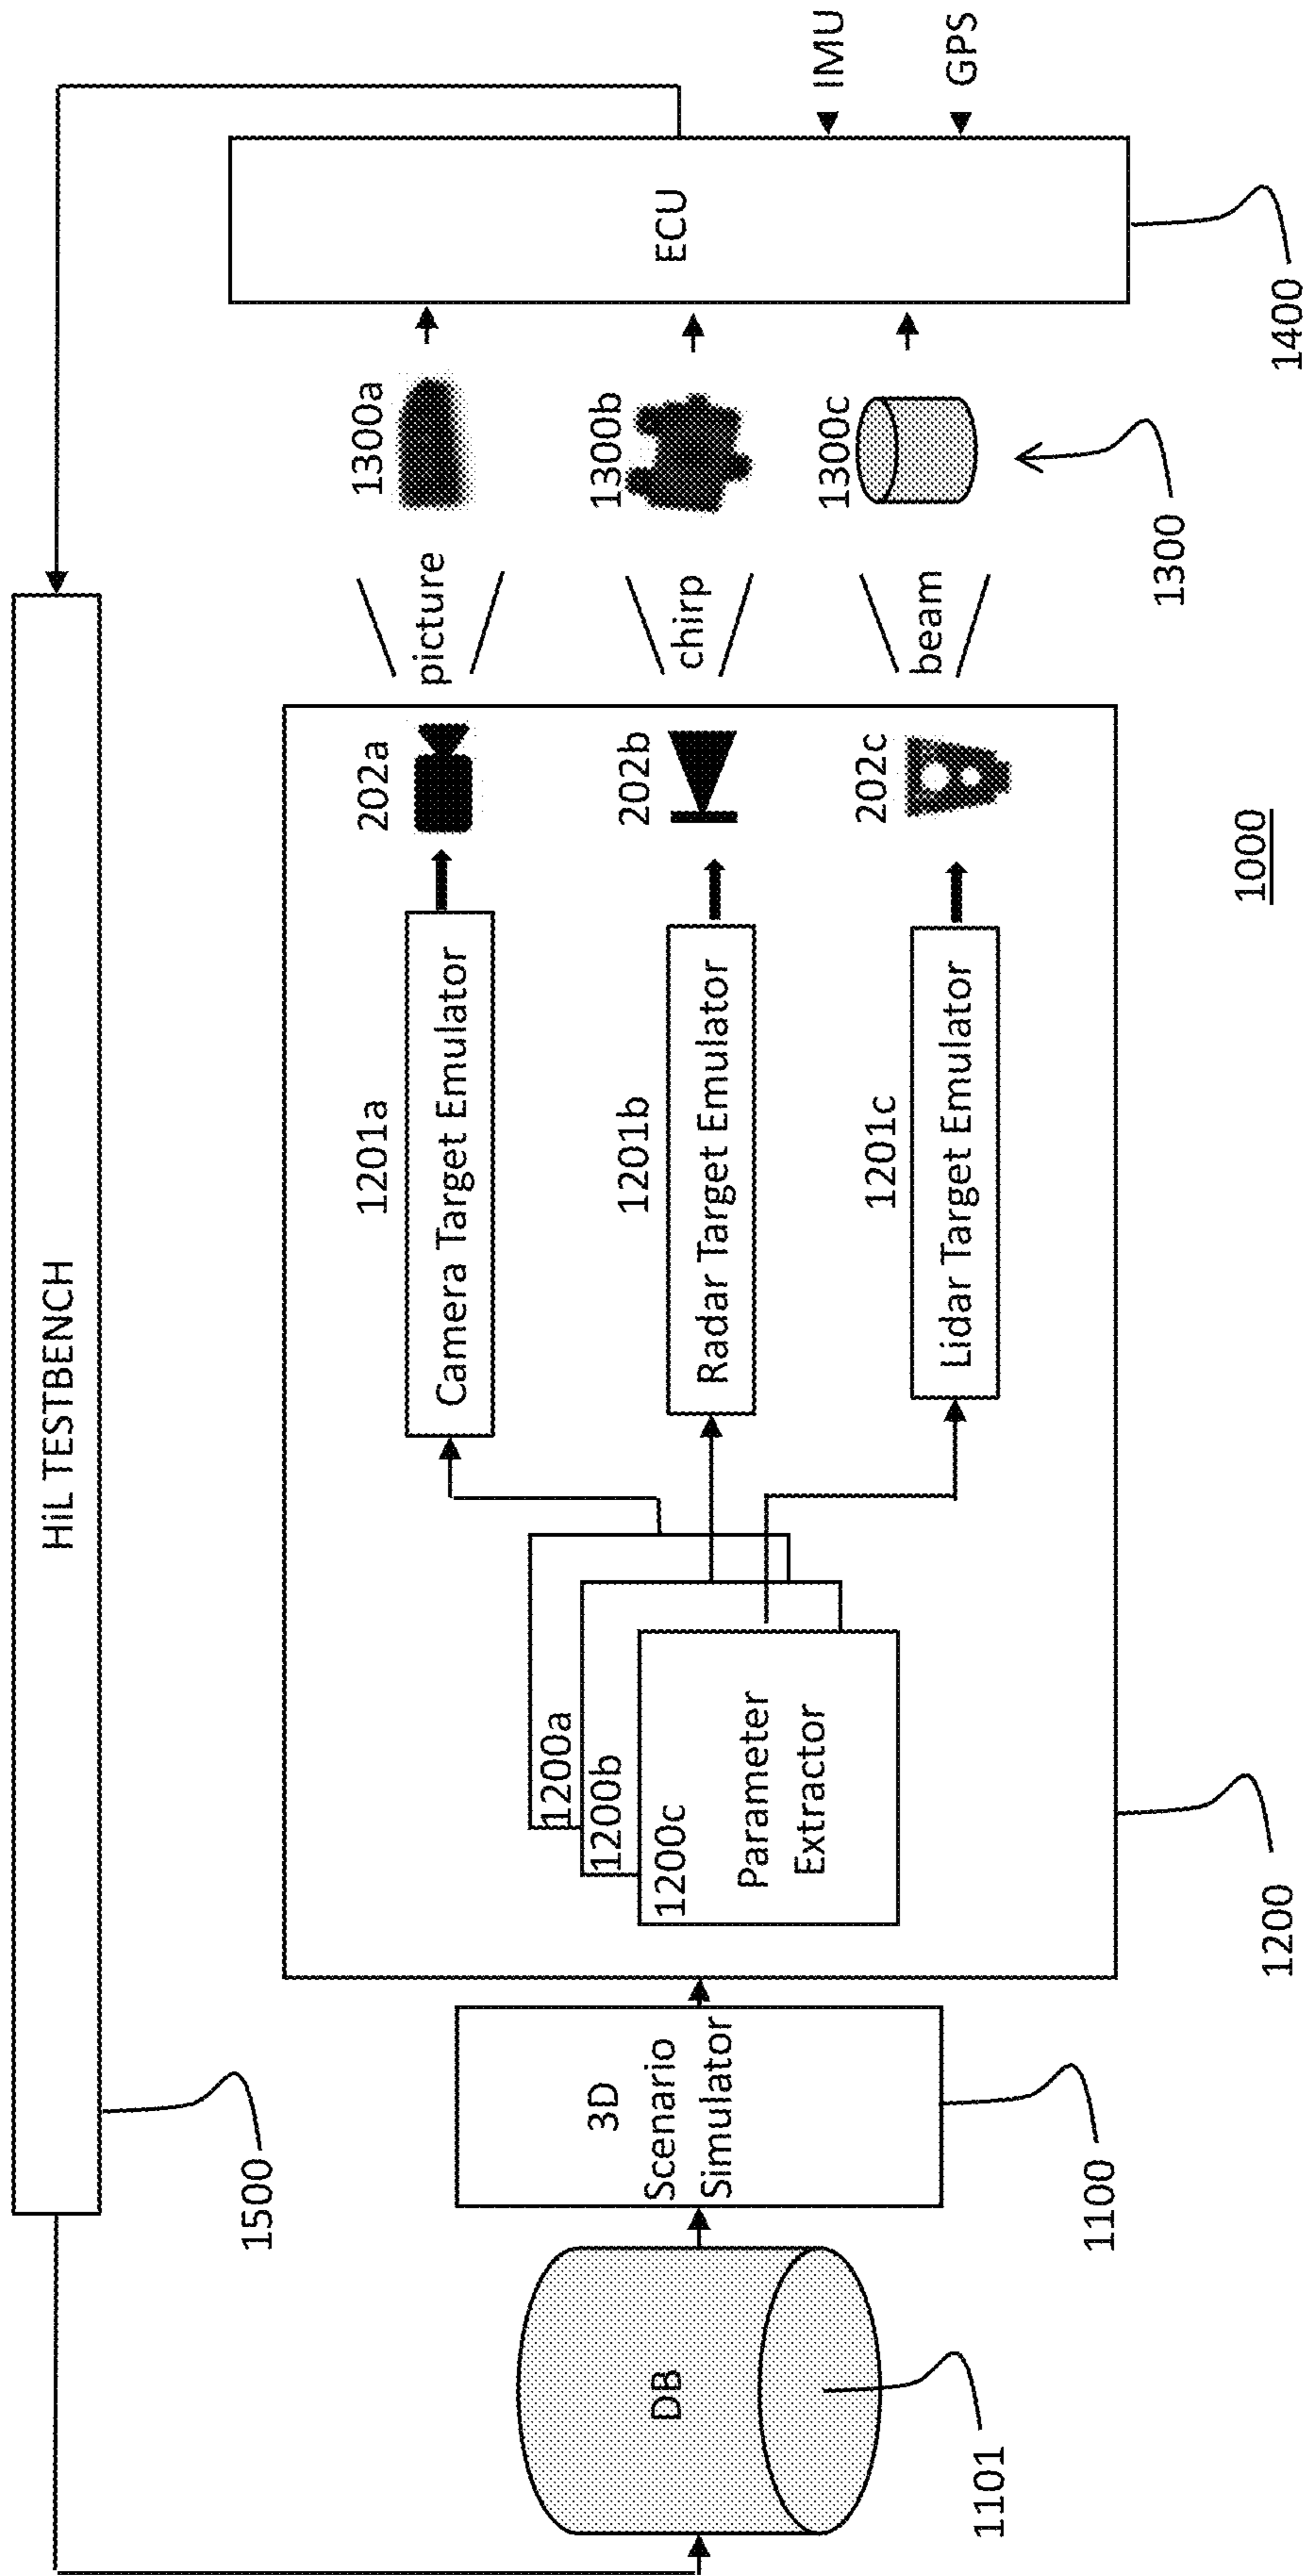 HiL TESTBENCH
1500
DB
1101
3D
Scenario
Simulator
1100
1200a
1200b
1200c
Parameter
Extractor
1200
1201a
Camera Target Emulator
1201b
Radar Target Emulator
1201c
Lidar Target Emulator
202a
202b
202c
picture
chirp
beam
1300a
1300b
1300c
1300
ECU
1400
IMU
GPS
1000